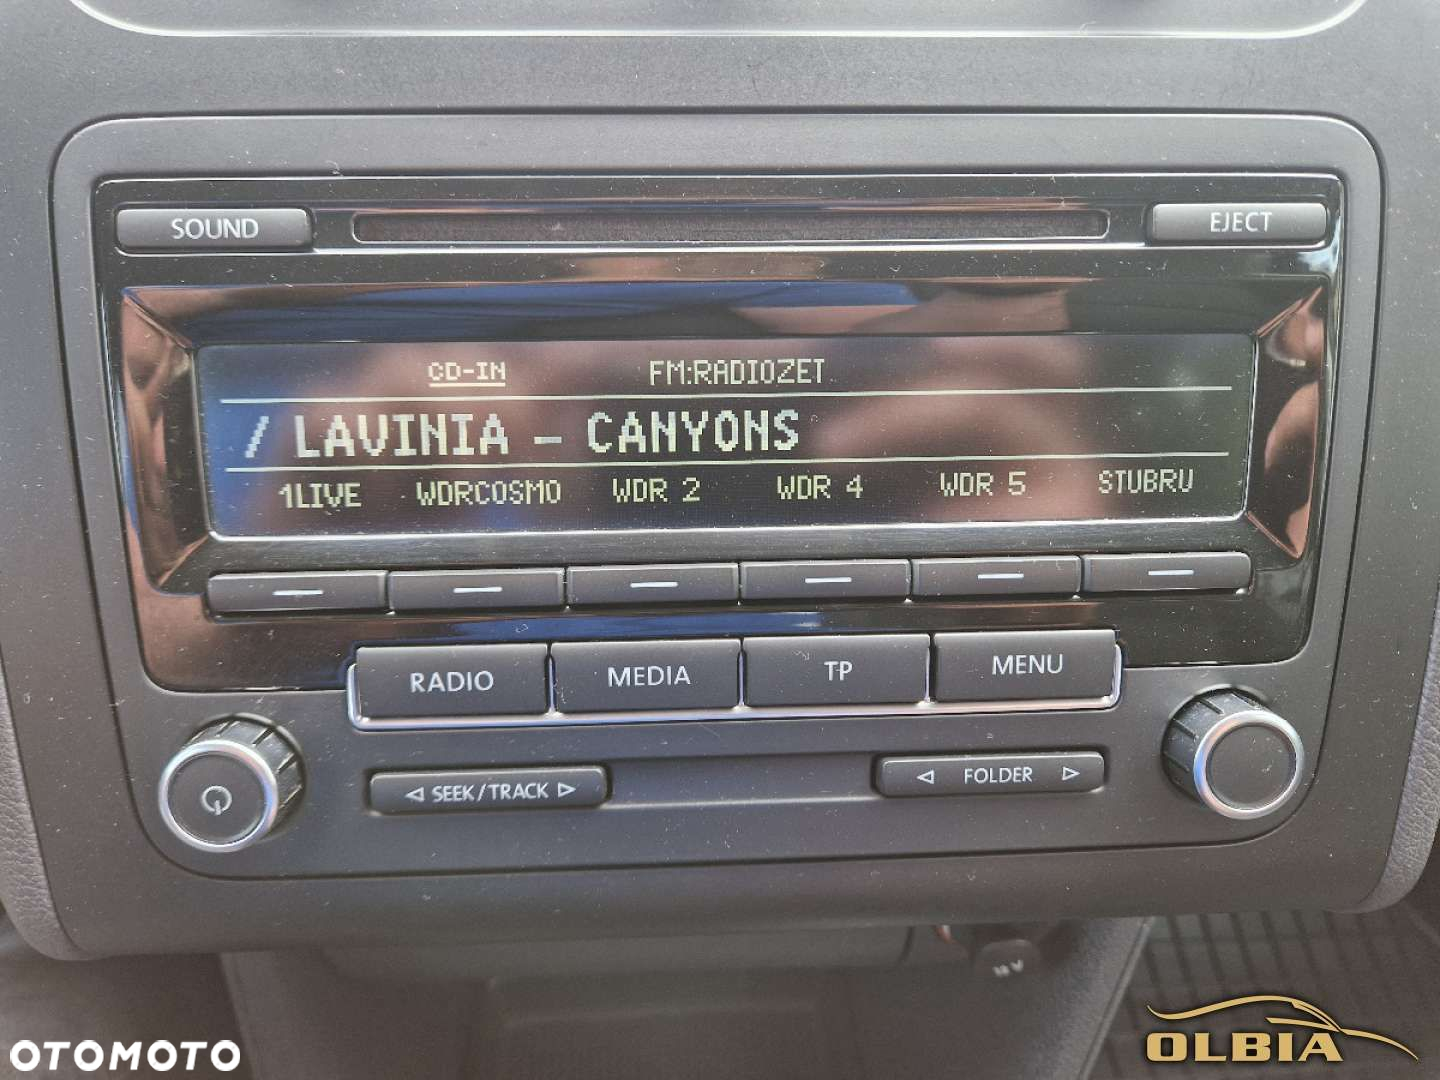 SOUND
EJECT
CD-IN FM:RADIOZET
/ LAVINIA - CANYONS
1LIVE WDRCOSMO WDR 2 WDR 4 WDR 5 STUBRU
RADIO MEDIA TP MENU
◁ SEEK/TRACK ▷
◁ FOLDER ▷
12 V
OTOMOTO
OLBIA